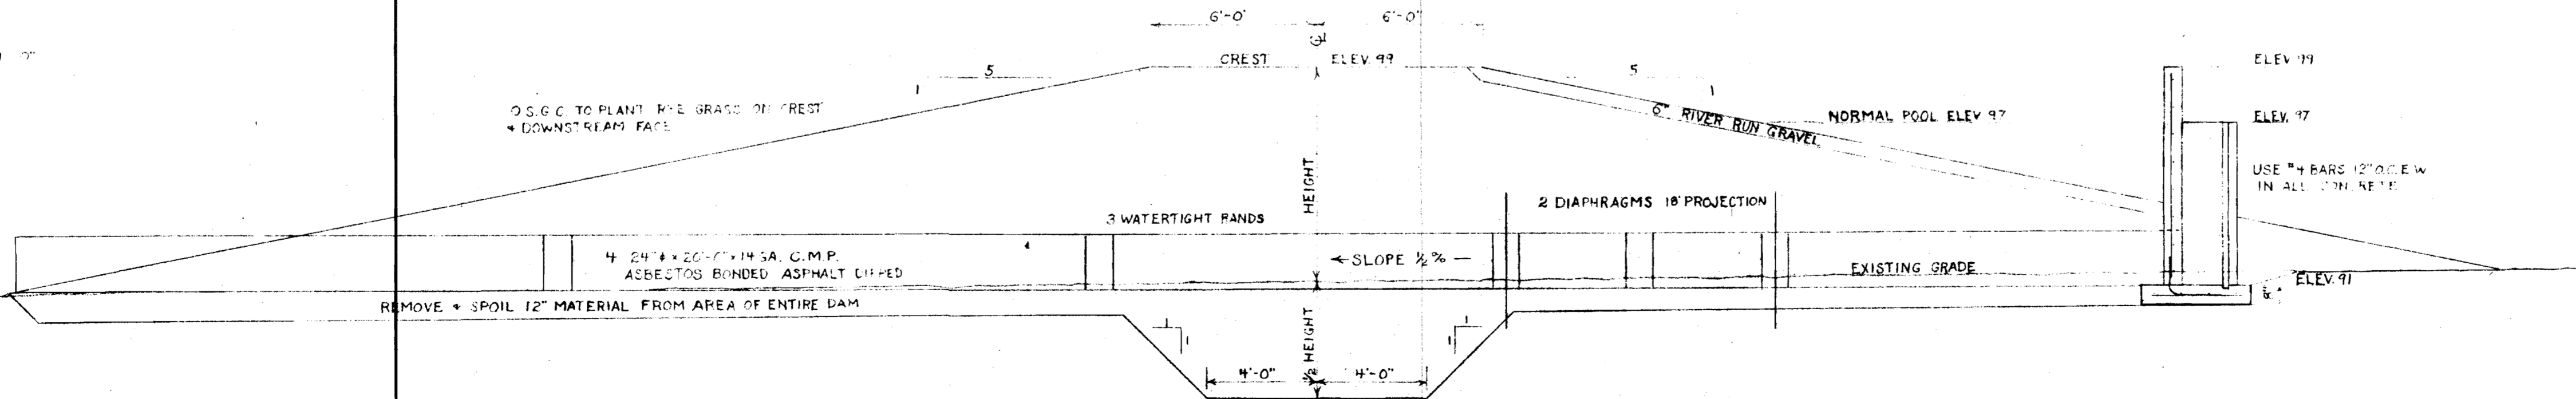 6'-0" 6'-0"
0"
CREST ELEV. 99
ELEV 99
5
1
5
1
O.S.G.C. TO PLANT RYE GRASS ON CREST
& DOWNSTREAM FACE
6" RIVER RUN GRAVEL
NORMAL POOL ELEV 97
ELEV. 97
USE #4 BARS 12" O.C.E.W
IN ALL CONCRETE
HEIGHT
3 WATERTIGHT BANDS
2 DIAPHRAGMS 18" PROJECTION
4 24"ϕ × 20'-0" × 14 GA. C.M.P.
ASBESTOS BONDED ASPHALT DIPPED
←SLOPE ½ %
EXISTING GRADE
ELEV. 91
REMOVE & SPOIL 12" MATERIAL FROM AREA OF ENTIRE DAM
1
1
1
1
½ HEIGHT
4'-0" 4'-0"